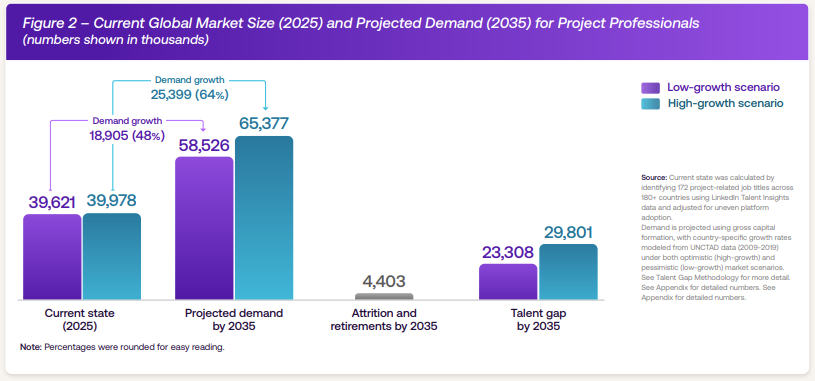 Figure 2 – Current Global Market Size (2025) and Projected Demand (2035) for Project Professionals
(numbers shown in thousands)
Demand growth
25,399 (64%)
Demand growth
18,905 (48%)
Low-growth scenario
High-growth scenario
39,621
39,978
58,526
65,377
4,403
23,308
29,801
Current state
(2025)
Projected demand
by 2035
Attrition and
retirements by 2035
Talent gap
by 2035
Source: Current state was calculated by
identifying 172 project-related job titles across
180+ countries using LinkedIn Talent Insights
data and adjusted for uneven platform
adoption.
Demand is projected using gross capital
formation, with country-specific growth rates
modeled from UNCTAD data (2009-2019)
under both optimistic (high-growth) and
pessimistic (low-growth) market scenarios.
See Talent Gap Methodology for more detail.
See Appendix for detailed numbers. See
Appendix for detailed numbers.
Note: Percentages were rounded for easy reading.